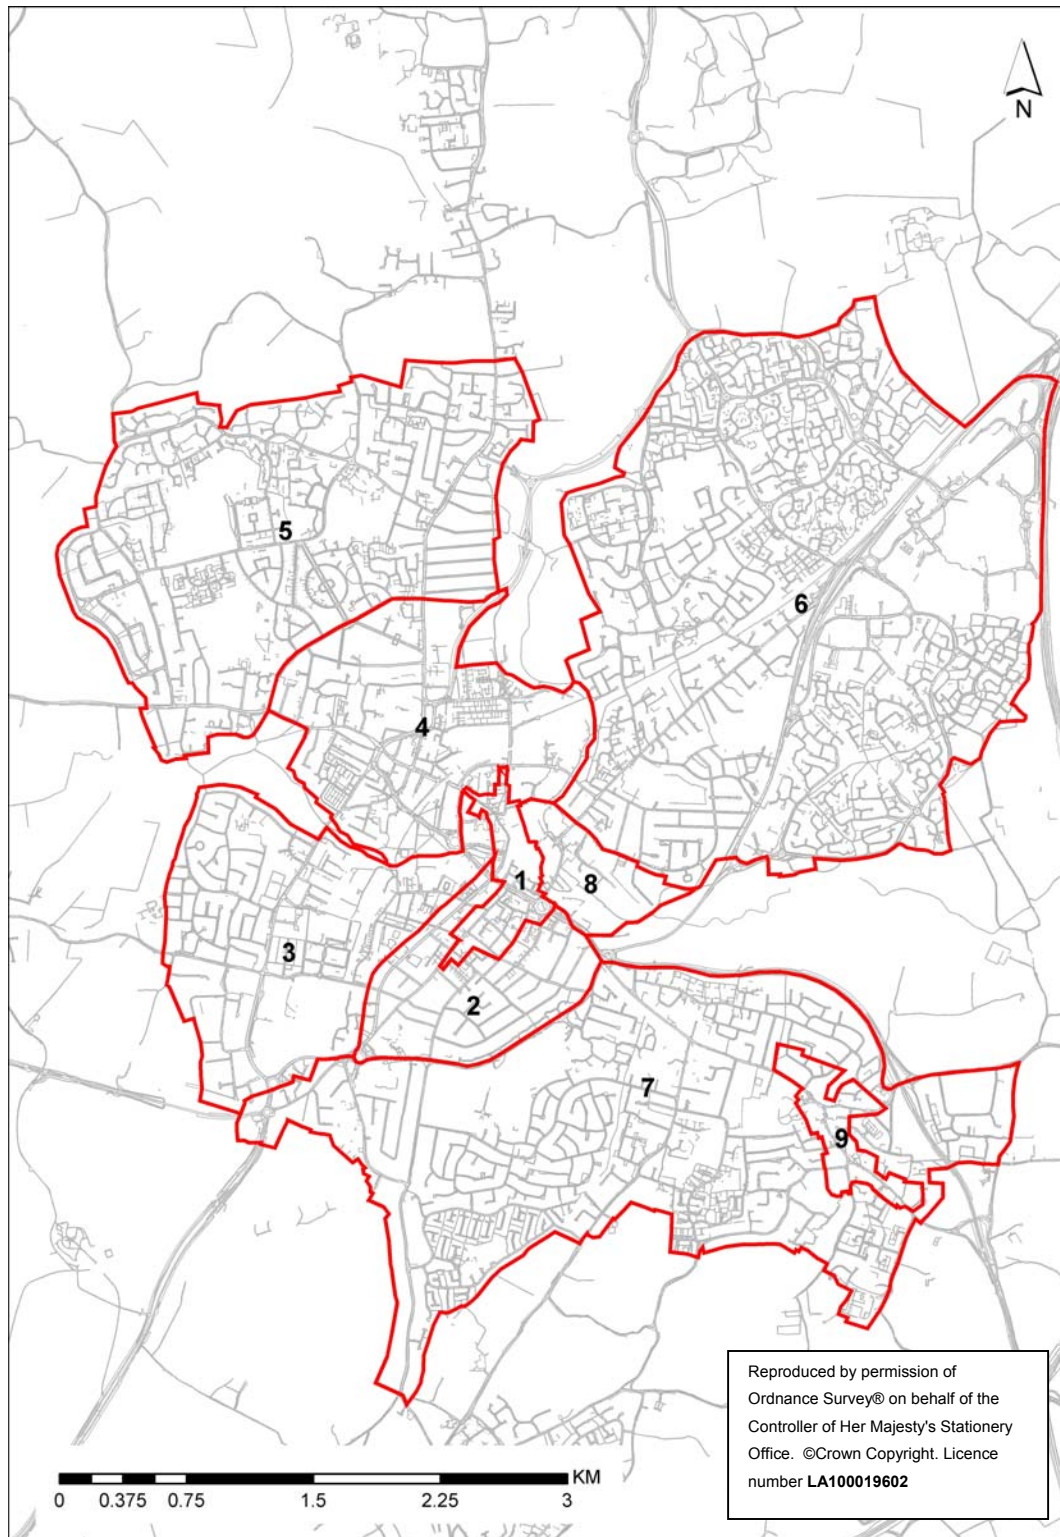 N
5
6
4
1
8
3
2
7
9
Reproduced by permission of
Ordnance Survey® on behalf of the
Controller of Her Majesty's Stationery
Office. ©Crown Copyright. Licence
number LA100019602
KM
0 0.375 0.75 1.5 2.25 3